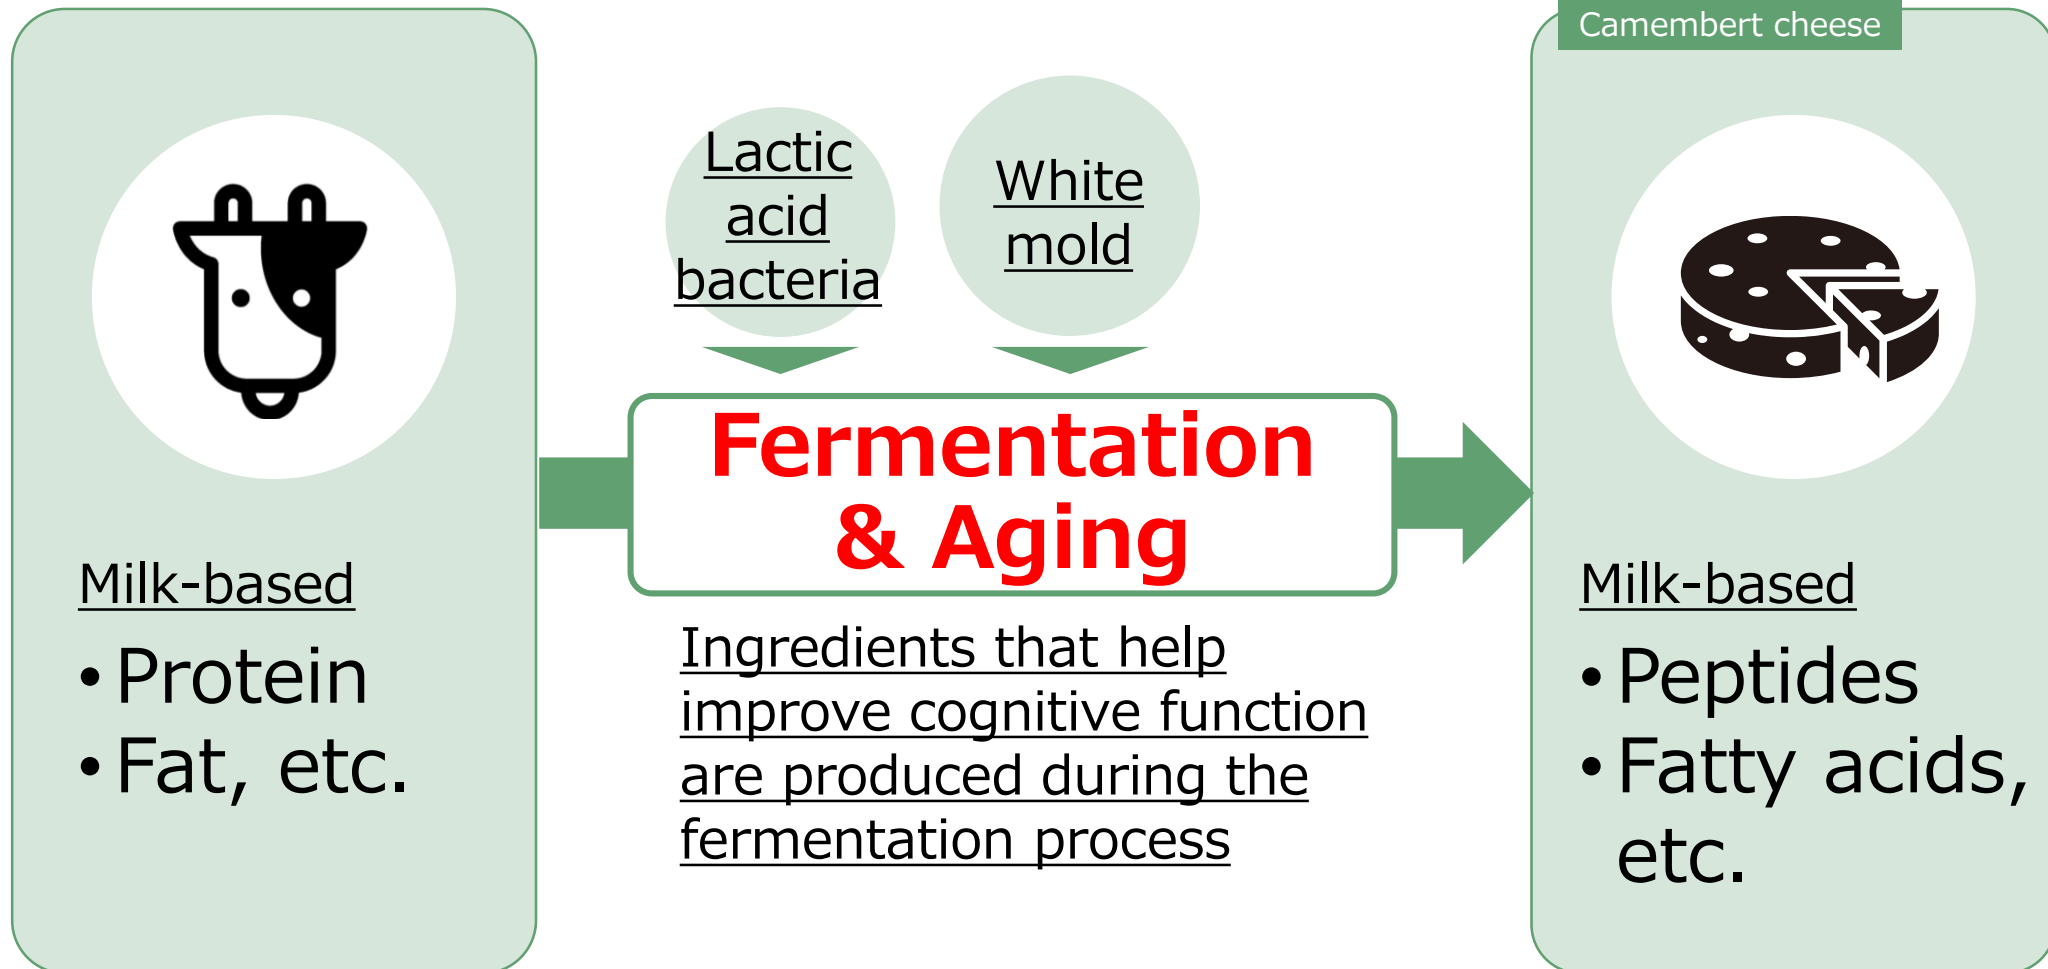 Milk-based
• Protein
• Fat, etc.
Lactic
acid
bacteria
White
mold
Fermentation
& Aging
Ingredients that help
improve cognitive function
are produced during the
fermentation process
Camembert cheese
Milk-based
• Peptides
• Fatty acids,
etc.